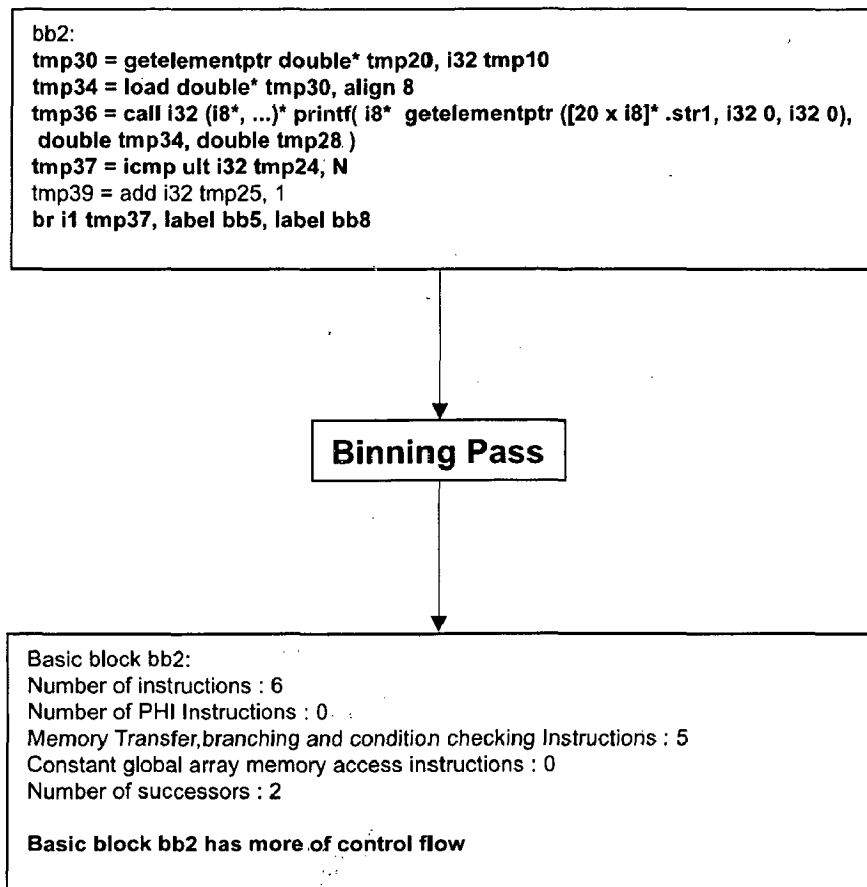 bb2:
tmp30 = getelementptr double* tmp20, i32 tmp10
tmp34 = load double* tmp30, align 8
tmp36 = call i32 (i8*, ...)* printf( i8* getelementptr ([20 x i8]* .str1, i32 0, i32 0),
double tmp34, double tmp28 )
tmp37 = icmp ult i32 tmp24, N
tmp39 = add i32 tmp25, 1
br i1 tmp37, label bb5, label bb8
Binning Pass
Basic block bb2:
Number of instructions : 6
Number of PHI Instructions : 0
Memory Transfer,branching and condition checking Instructions : 5
Constant global array memory access instructions : 0
Number of successors : 2
Basic block bb2 has more of control flow